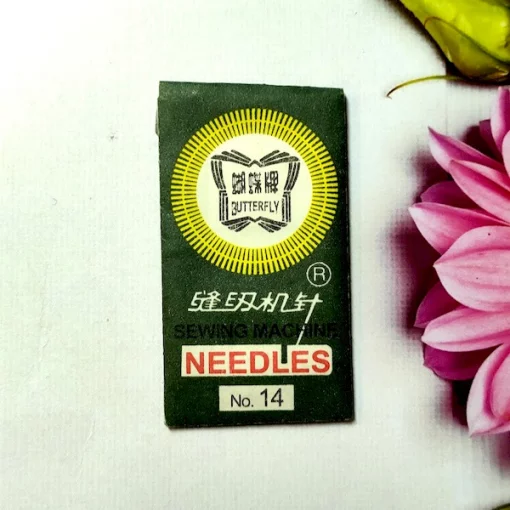 蝴蝶牌
BUTTERFLY
®
缝纫机针
SEWING MACHINE
NEEDLES
No. 14